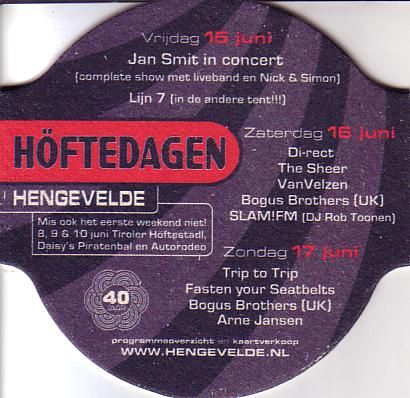 Vrijdag 15 juni
Jan Smit in concert
(complete show met liveband en Nick & Simon)
Lijn 7 (in de andere tent!!!)
HÖFTEDAGEN
HENGEVELDE
Mis ook het eerste weekend niet!
8, 9 & 10 juni Tiroler Höftestadl,
Daisy's Piratenbal en Autorodeo
Zaterdag 16 juni
Di-rect
The Sheer
VanVelzen
Bogus Brothers (UK)
SLAM!FM (DJ Rob Toonen)
Zondag 17 juni
Trip to Trip
Fasten your Seatbelts
Bogus Brothers (UK)
Arne Jansen
40
JAAR
programmaoverzicht en kaartverkoop
WWW.HENGEVELDE.NL